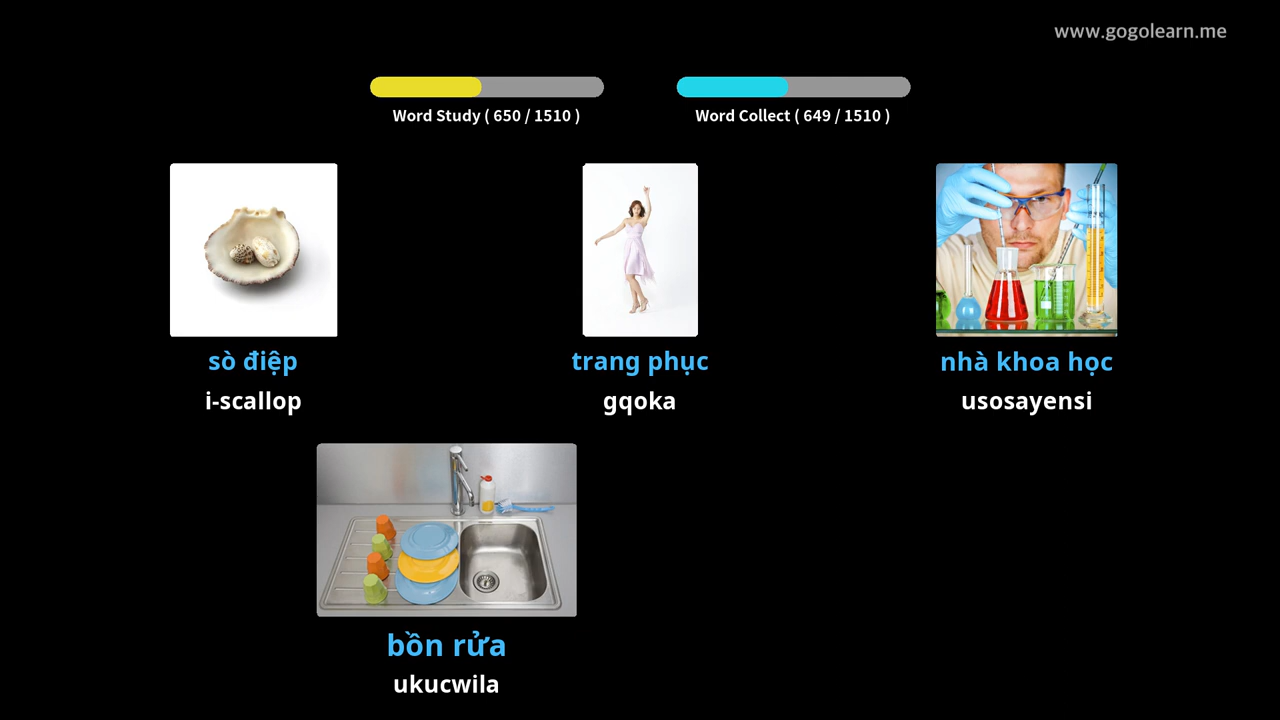 www.gogolearn.me
Word Study ( 650 / 1510 )
Word Collect ( 649 / 1510 )
sò điệp
i-scallop
trang phục
gqoka
nhà khoa học
usosayensi
bồn rửa
ukucwila